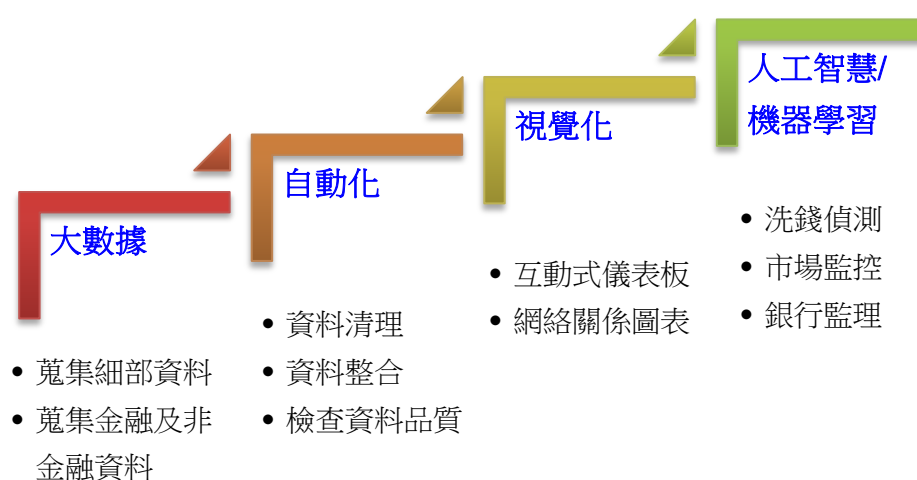 大數據
• 蒐集細部資料
• 蒐集金融及非
金融資料
自動化
• 資料清理
• 資料整合
• 檢查資料品質
視覺化
• 互動式儀表板
• 網絡關係圖表
人工智慧/
機器學習
• 洗錢偵測
• 市場監控
• 銀行監理